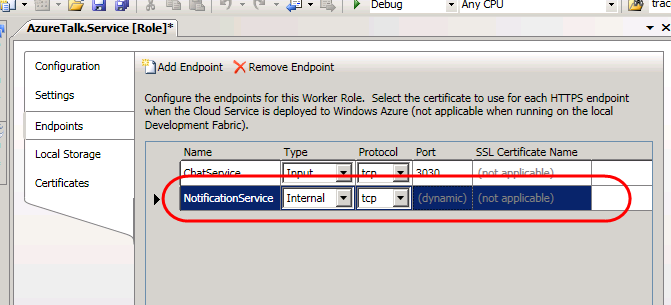 Debug Any CPU trac
AzureTalk.Service [Role]*
Configuration
Settings
Endpoints
Local Storage
Certificates
Add Endpoint Remove Endpoint
Configure the endpoints for this Worker Role. Select the certificate to use for each HTTPS endpoint
when the Cloud Service is deployed to Windows Azure (not applicable when running on the local
Development Fabric).
Name Type Protocol Port SSL Certificate Name
ChatService Input tcp 3030 (not applicable)
NotificationService Internal tcp (dynamic) (not applicable)